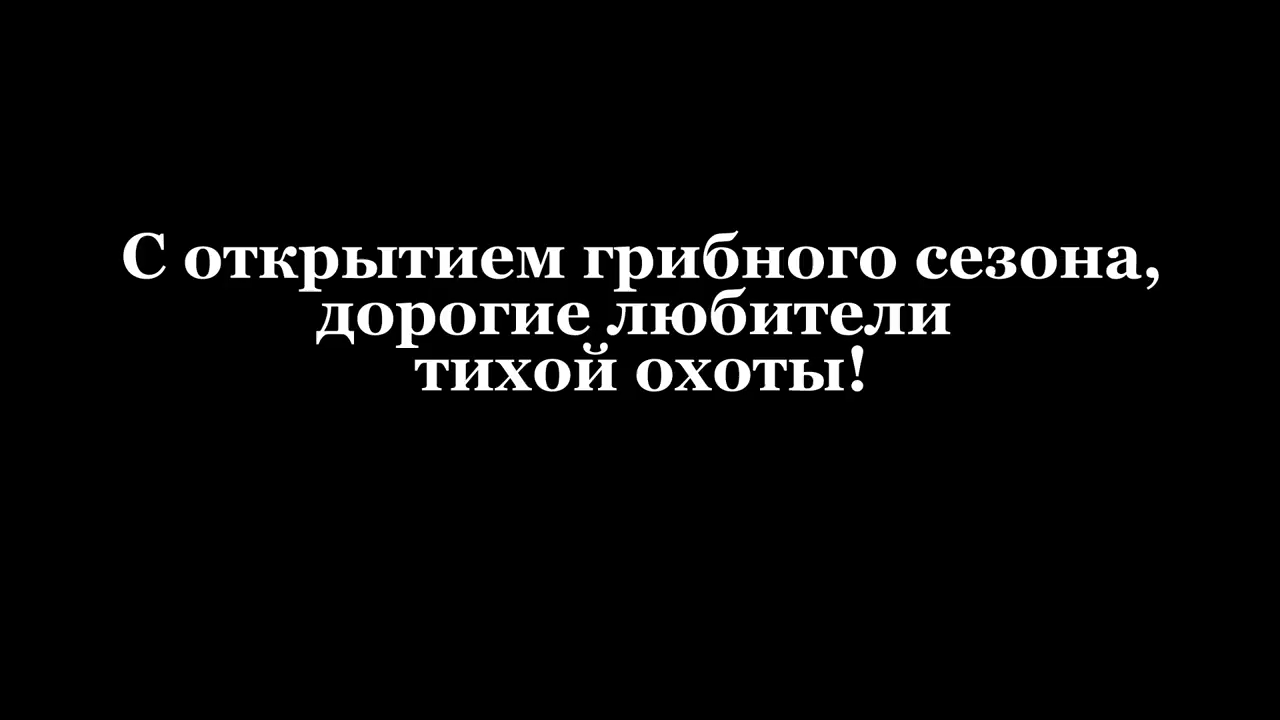 С открытием грибного сезона,
дорогие любители
тихой охоты!